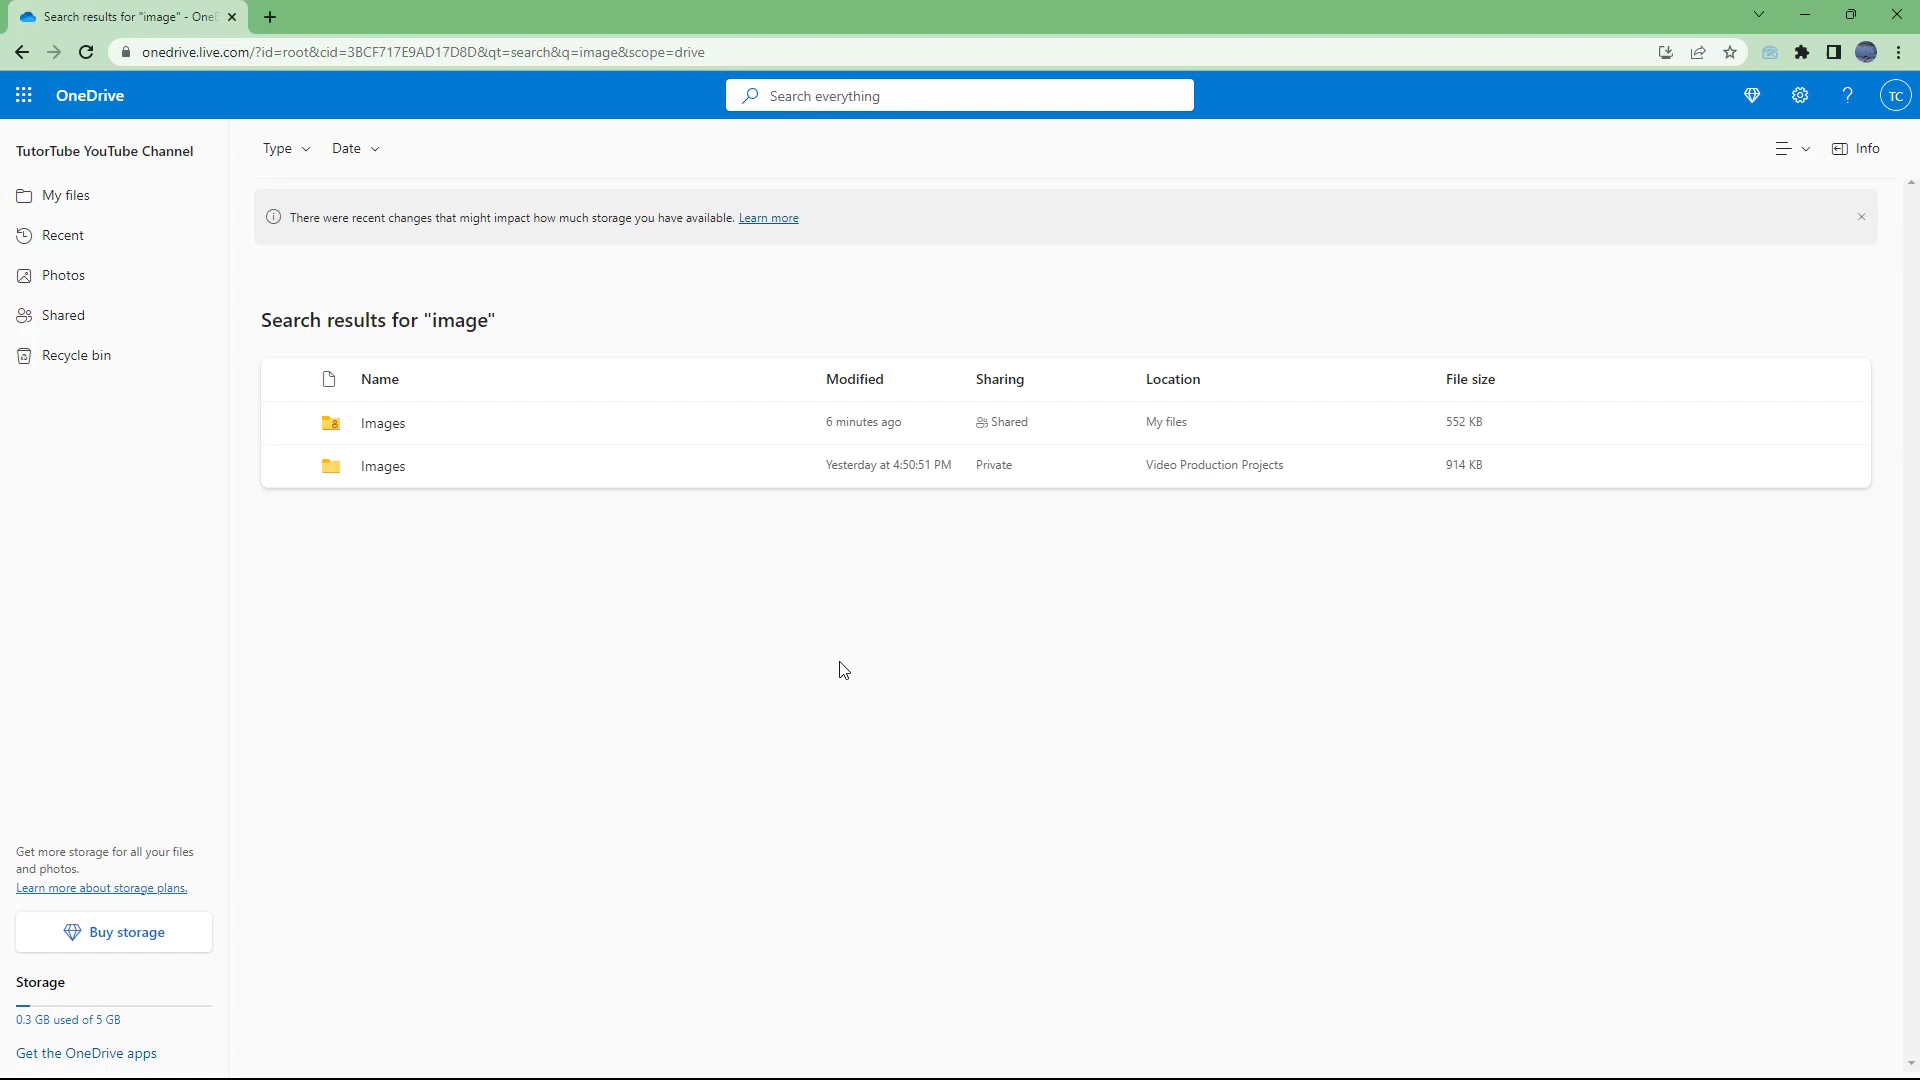 Search results for "image" - One
onedrive.live.com/?id=root&cid=3BCF717E9AD17D8D&qt=search&q=image&scope=drive
OneDrive
Search everything
TC
TutorTube YouTube Channel
Type
Date
Info
My files
There were recent changes that might impact how much storage you have available. Learn more
Recent
Photos
Shared
Recycle bin
Search results for "image"
Name Modified Sharing Location File size
Images 6 minutes ago Shared My files 552 KB
Images Yesterday at 4:50:51 PM Private Video Production Projects 914 KB
Get more storage for all your files
and photos.
Learn more about storage plans.
Buy storage
Storage
0.3 GB used of 5 GB
Get the OneDrive apps